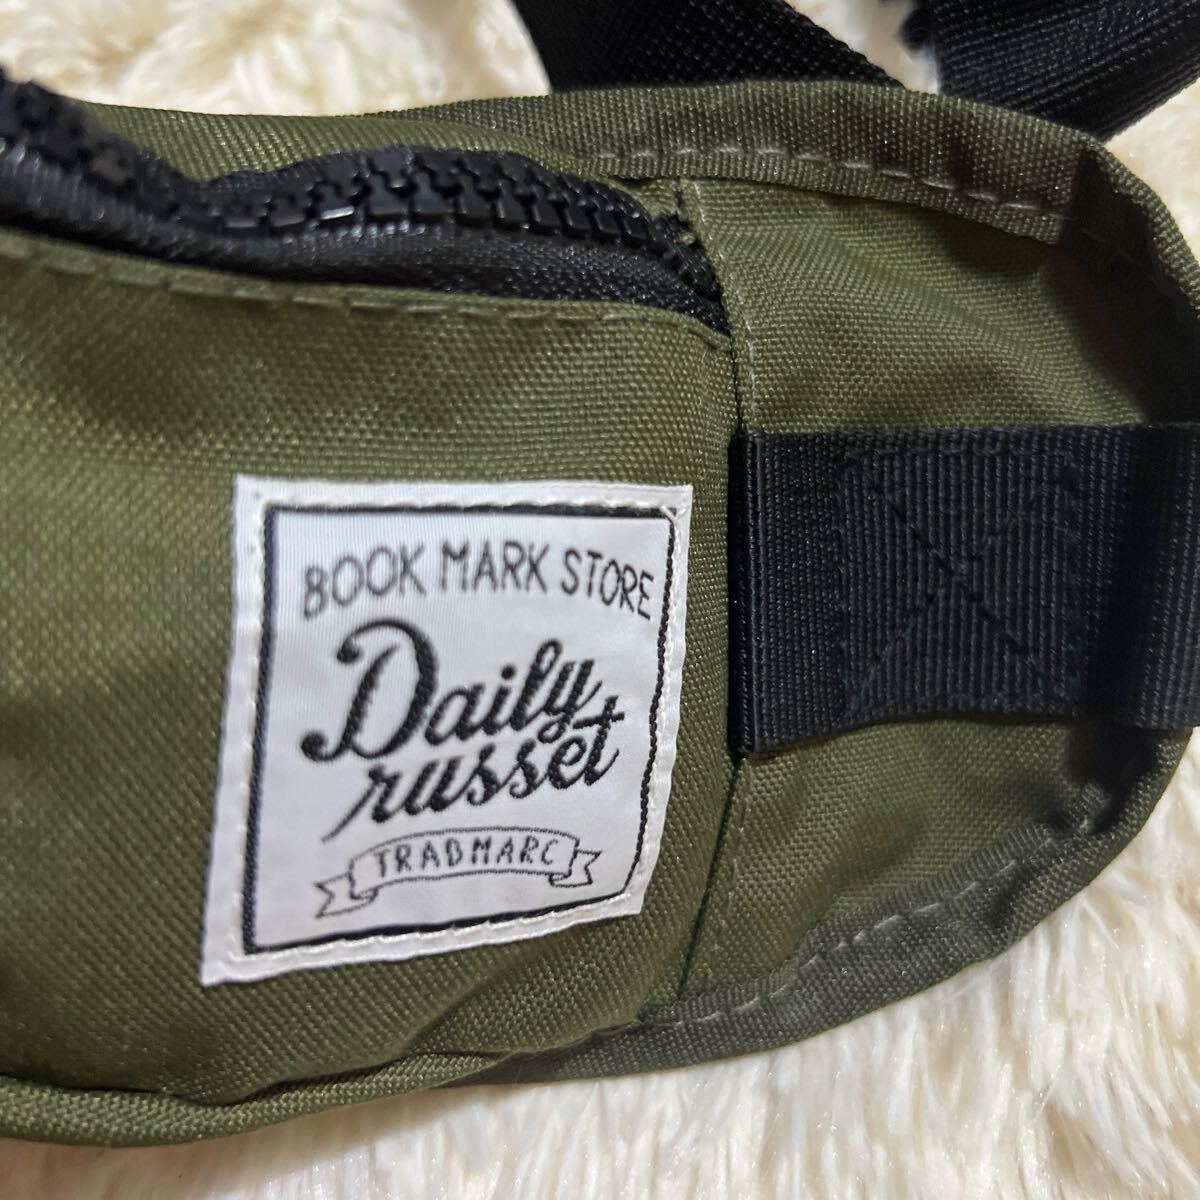 BOOK MARK STORE
Daily
russet
TRADMARC